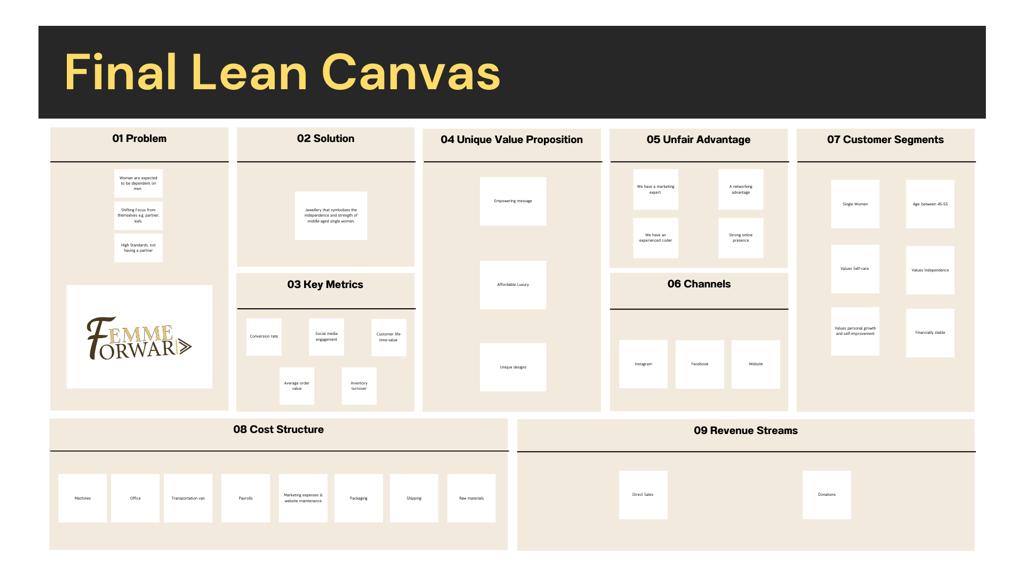 Final Lean Canvas
01 Problem
Women are expected
to be dependent on
men
Shifting Focus from
themselves e.g. partner,
kids
High Standards, not
having a partner
FEMME
FORWARD
02 Solution
Jewellery that symbolises the
independence and strength of
middle-aged single women.
03 Key Metrics
Conversion rate
Social media
engagement
Customer life-
time-value
Average order
value
Inventory
turnover
04 Unique Value Proposition
Empowering message
Affordable Luxury
Unique designs
05 Unfair Advantage
We have a marketing
expert
A networking
advantage
We have an
experienced coder
Strong online
presence
06 Channels
Instagram
Facebook
Website
07 Customer Segments
Single Women
Age: between 45-55
Values Self-care
Values Independence
Values personal growth
and self-improvement
Financially stable
08 Cost Structure
Machines
Office
Transportation van
Payrolls
Marketing expenses &
website maintenance
Packaging
Shipping
Raw materials
09 Revenue Streams
Direct Sales
Donations